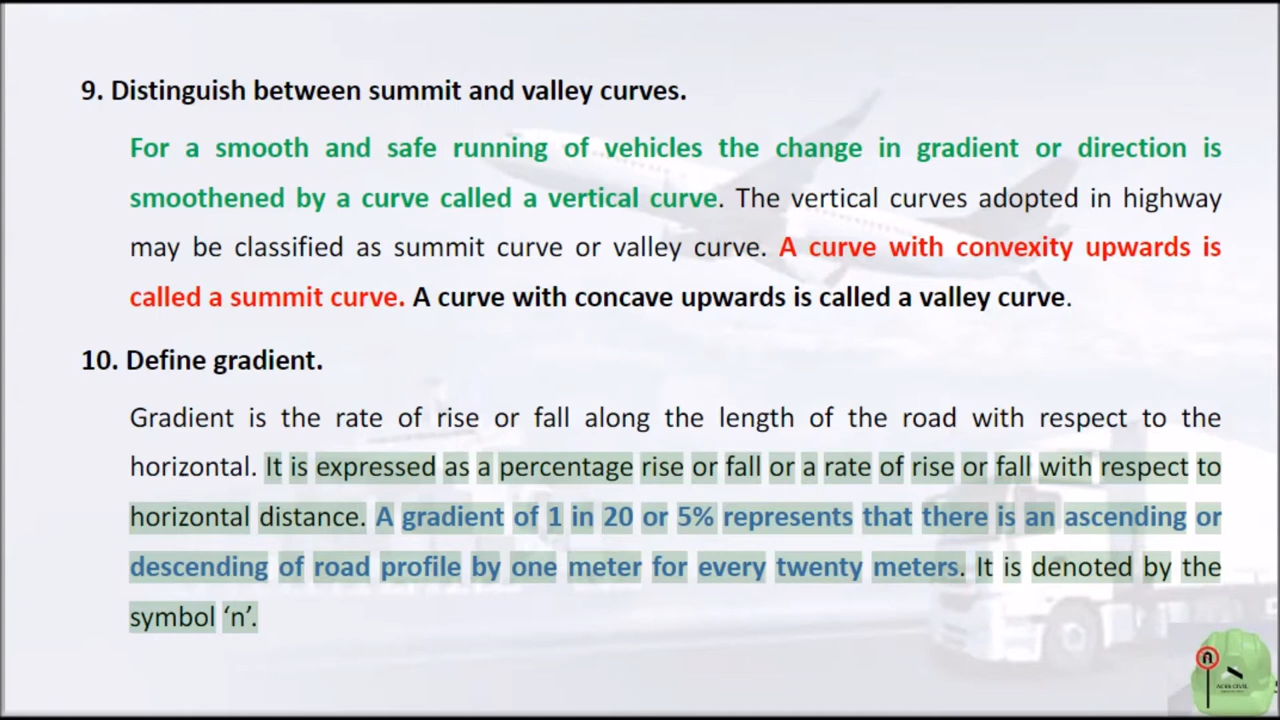 9. Distinguish between summit and valley curves.
For a smooth and safe running of vehicles the change in gradient or direction is
smoothened by a curve called a vertical curve. The vertical curves adopted in highway
may be classified as summit curve or valley curve. A curve with convexity upwards is
called a summit curve. A curve with concave upwards is called a valley curve.
10. Define gradient.
Gradient is the rate of rise or fall along the length of the road with respect to the
horizontal. It is expressed as a percentage rise or fall or a rate of rise or fall with respect to
horizontal distance. A gradient of 1 in 20 or 5% represents that there is an ascending or
descending of road profile by one meter for every twenty meters. It is denoted by the
symbol ‘n’.